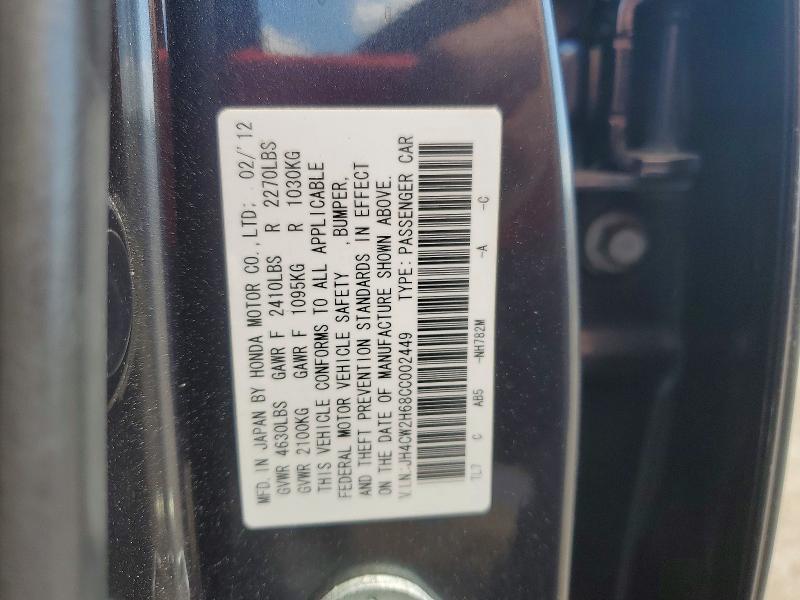 MFD. IN JAPAN BY HONDA MOTOR CO., LTD; 02/'12
GVWR 4630LBS GAWR F 2410LBS R 2270LBS
GVWR 2100KG GAWR F 1095KG R 1030KG
THIS VEHICLE CONFORMS TO ALL APPLICABLE
FEDERAL MOTOR VEHICLE SAFETY , BUMPER,
AND THEFT PREVENTION STANDARDS IN EFFECT
ON THE DATE OF MANUFACTURE SHOWN ABOVE.
V.I.N:JH4CW2H68CC002449 TYPE: PASSENGER CAR
TL7 C AB5 -NH782M -A -C